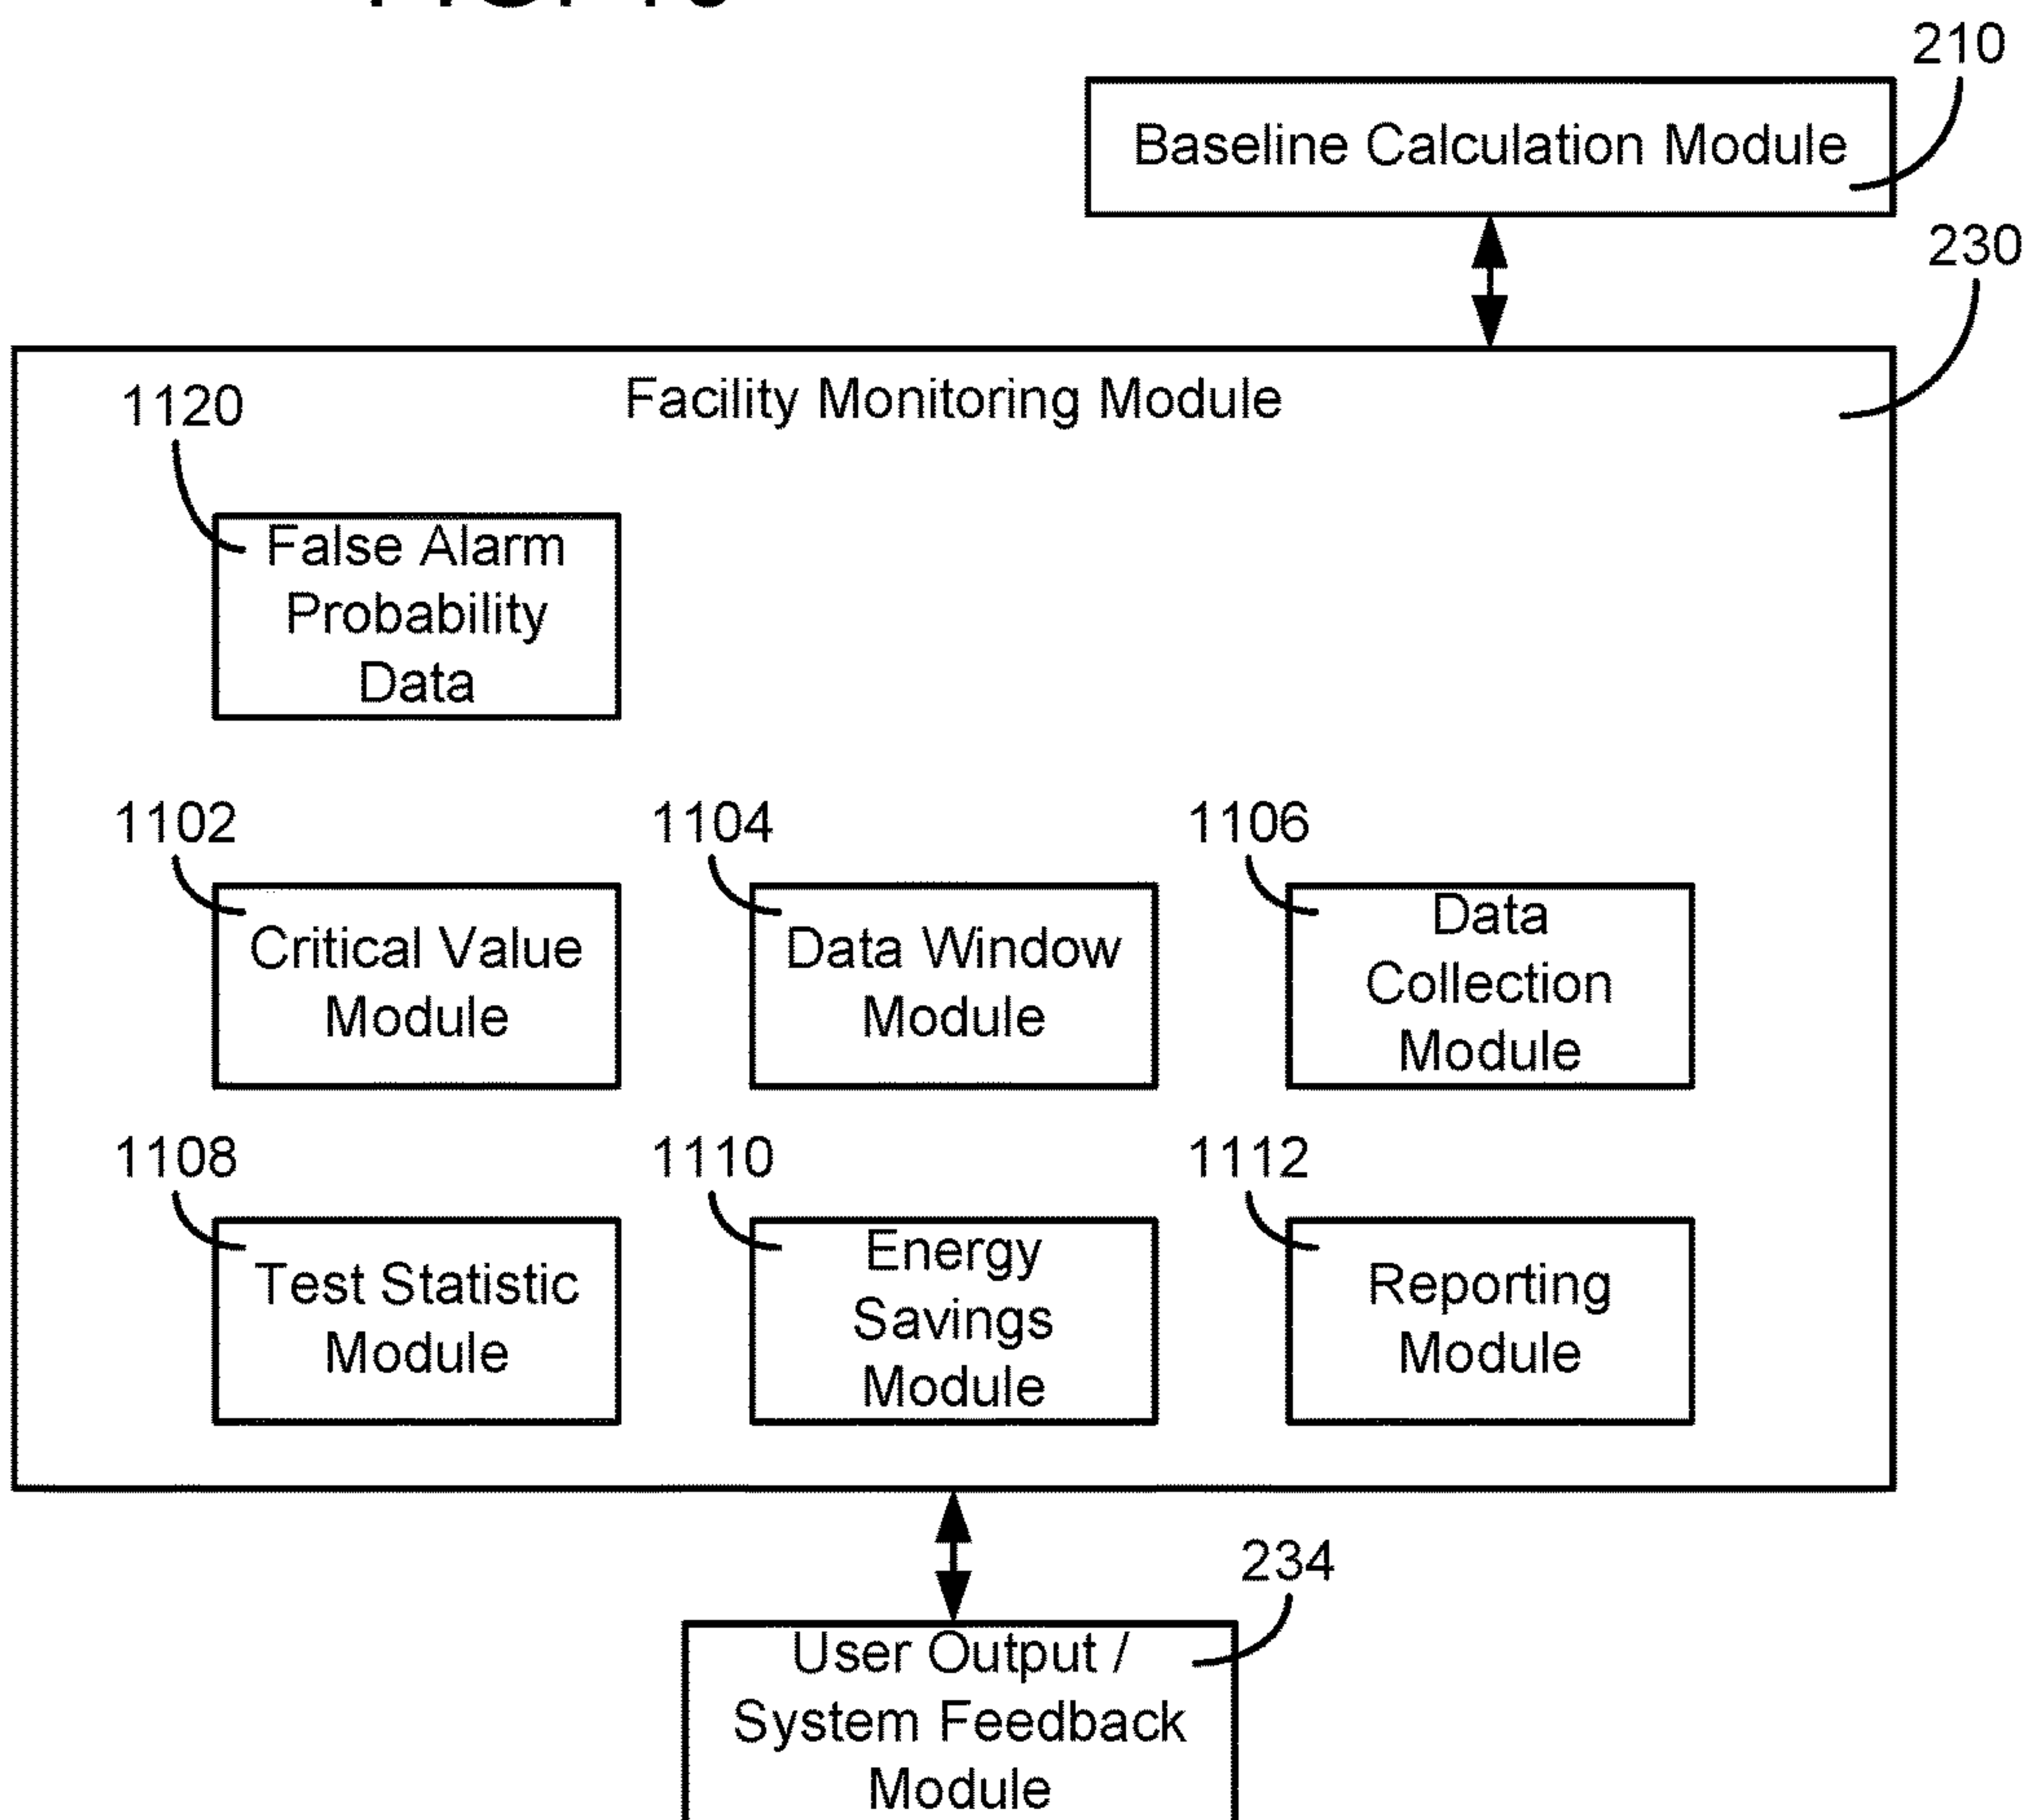 210
Baseline Calculation Module
230
Facility Monitoring Module
1120
False Alarm
Probability
Data
1102
1104
1106
Critical Value
Module
Data Window
Module
Data
Collection
Module
1108
1110
1112
Test Statistic
Module
Energy
Savings
Module
Reporting
Module
234
User Output /
System Feedback
Module